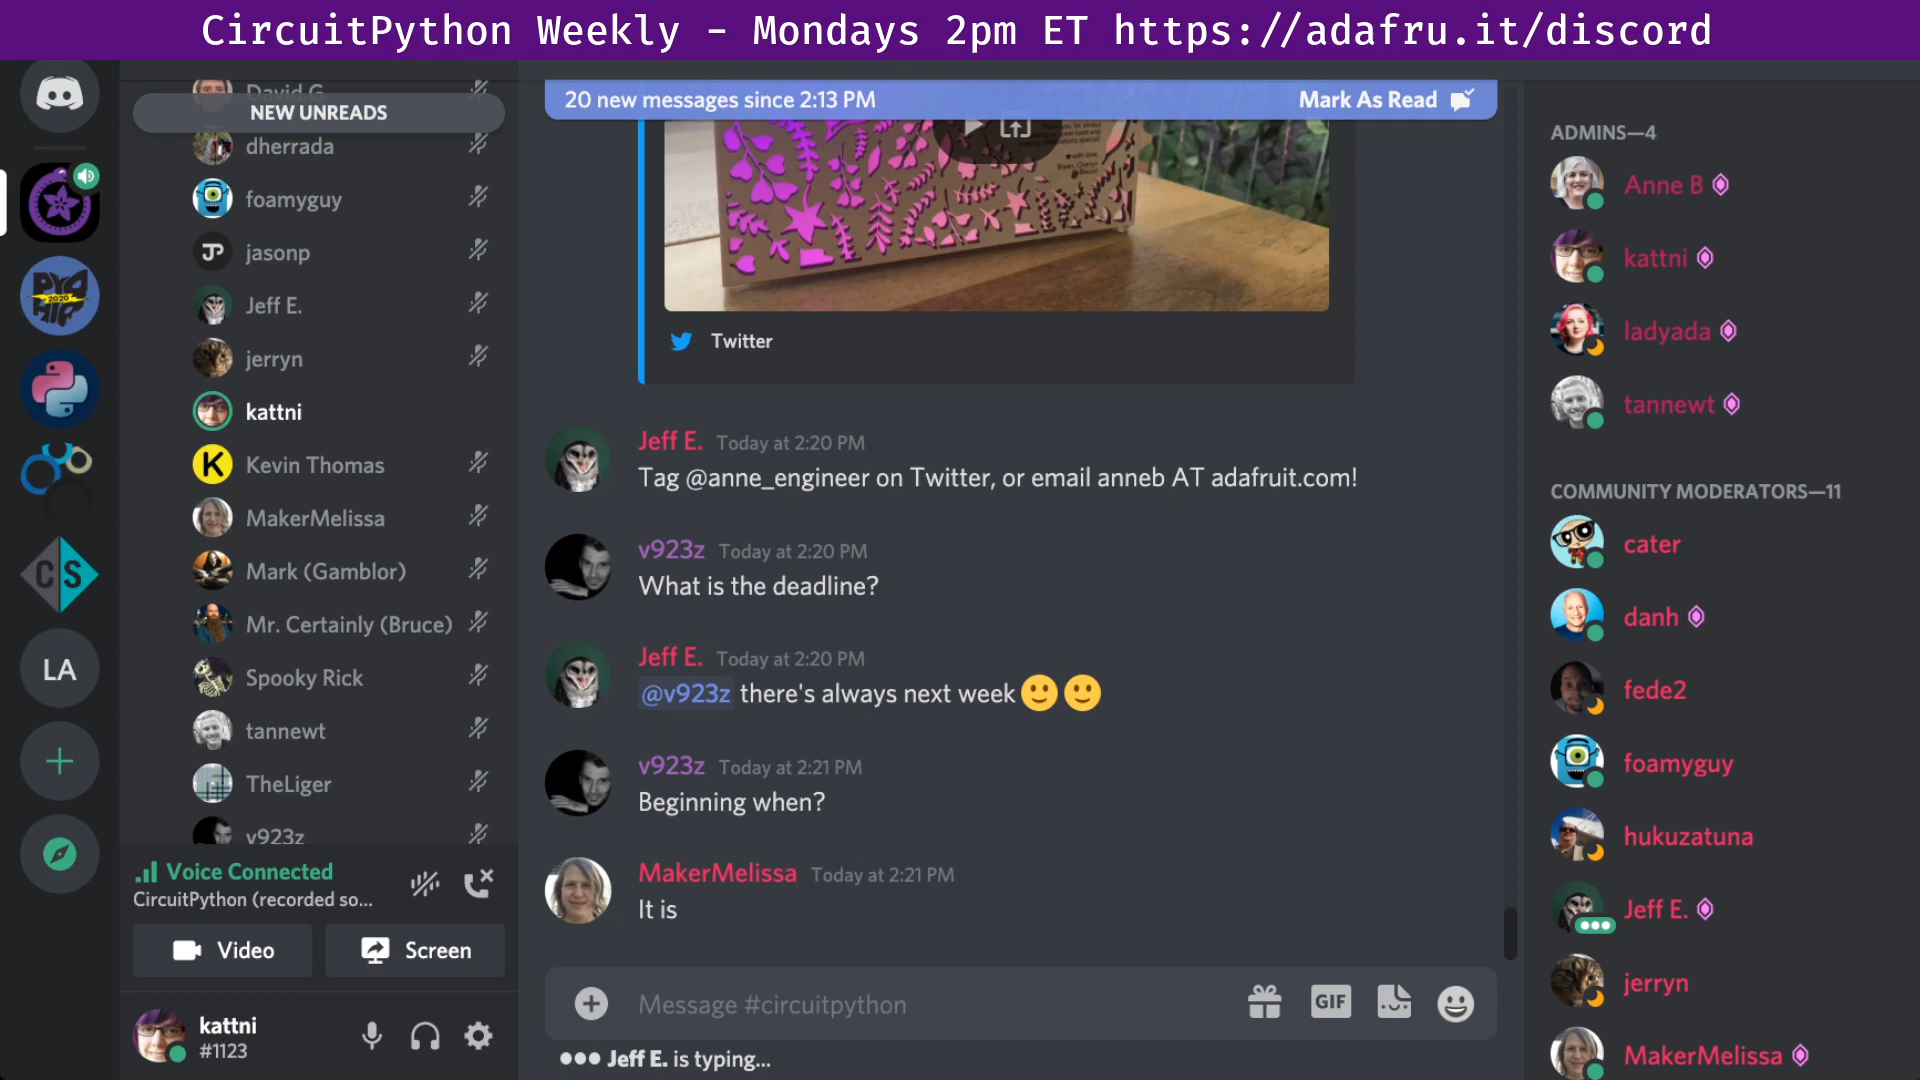 CircuitPython Weekly - Mondays 2pm ET https://adafru.it/discord
David G.
NEW UNREADS
dherrada
foamyguy
JP jasonp
Jeff E.
jerryn
kattni
K Kevin Thomas
MakerMelissa
Mark (Gamblor)
Mr. Certainly (Bruce)
Spooky Rick
tannewt
TheLiger
v923z
2020
CS
LA
Voice Connected
CircuitPython (recorded so...
Video
Screen
kattni
#1123
20 new messages since 2:13 PM
Mark As Read
Twitter
Jeff E. Today at 2:20 PM
Tag @anne_engineer on Twitter, or email anneb AT adafruit.com!
v923z Today at 2:20 PM
What is the deadline?
Jeff E. Today at 2:20 PM
@v923z there's always next week
v923z Today at 2:21 PM
Beginning when?
MakerMelissa Today at 2:21 PM
It is
Message #circuitpython
GIF
Jeff E. is typing...
ADMINS—4
Anne B
kattni
ladyada
tannewt
COMMUNITY MODERATORS—11
cater
danh
fede2
foamyguy
hukuzatuna
Jeff E.
jerryn
MakerMelissa